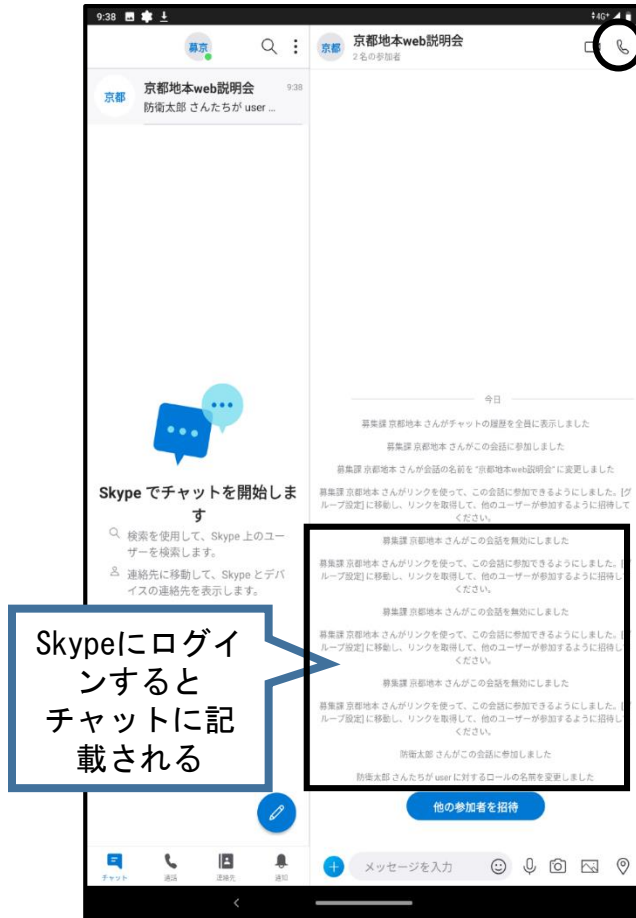 9:38
4G+
募京
京都
京都地本web説明会
9:38
防衛太郎 さんたちが user ...
京都
京都地本web説明会
2 名の参加者
Skype でチャットを開始しま
す
検索を使用して、Skype 上のユー
ザーを検索します。
連絡先に移動して、Skype とデバ
イスの連絡先を表示します。
チャット
通話
連絡先
通知
今日
募集課 京都地本 さんがチャットの履歴を全員に表示しました
募集課 京都地本 さんがこの会話に参加しました
募集課 京都地本 さんが会話の名前を "京都地本web説明会" に変更しました
募集課 京都地本 さんがリンクを使って、この会話に参加できるようにしました。[グ
ループ設定] に移動し、リンクを取得して、他のユーザーが参加するように招待して
ください。
募集課 京都地本 さんがこの会話を無効にしました
募集課 京都地本 さんがリンクを使って、この会話に参加できるようにしました。[
ループ設定] に移動し、リンクを取得して、他のユーザーが参加するように招待し
ください。
募集課 京都地本 さんがこの会話を無効にしました
募集課 京都地本 さんがリンクを使って、この会話に参加できるようにしました。[
ループ設定] に移動し、リンクを取得して、他のユーザーが参加するように招待し
ください。
募集課 京都地本 さんがこの会話を無効にしました
募集課 京都地本 さんがリンクを使って、この会話に参加できるようにしました。[
ループ設定] に移動し、リンクを取得して、他のユーザーが参加するように招待し
ください。
防衛太郎 さんがこの会話に参加しました
防衛太郎 さんたちが user に対するロールの名前を変更しました
他の参加者を招待
メッセージを入力
Skypeにログイ
ンすると
チャットに記
載される